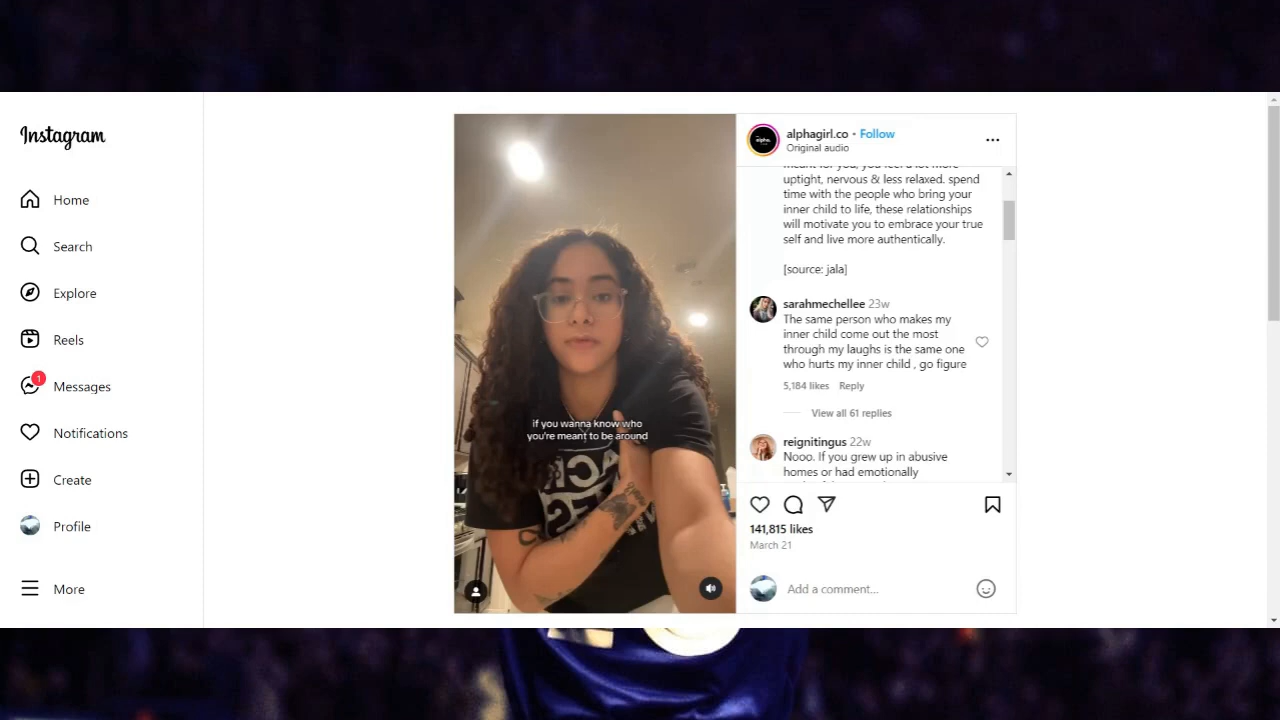 Instagram
Home
Search
Explore
Reels
1
Messages
Notifications
Create
Profile
More
if you wanna know who
you're meant to be around
alphagirl.co • Follow
Original audio
uptight, nervous & less relaxed. spend
time with the people who bring your
inner child to life, these relationships
will motivate you to embrace your true
self and live more authentically.
[source: jala]
sarahmechellee 23w
The same person who makes my
inner child come out the most
through my laughs is the same one
who hurts my inner child , go figure
5,184 likes Reply
View all 61 replies
reignitingus 22w
Nooo. If you grew up in abusive
homes or had emotionally
141,815 likes
March 21
Add a comment...